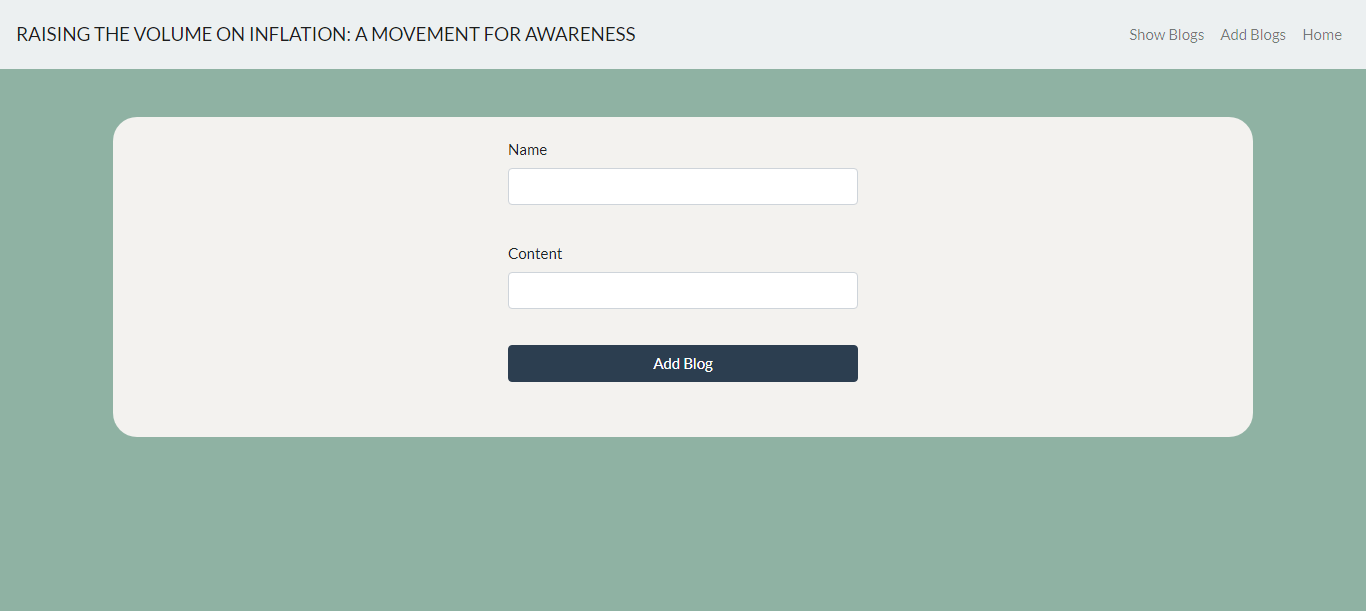 RAISING THE VOLUME ON INFLATION: A MOVEMENT FOR AWARENESS
Show Blogs Add Blogs Home
Name
Content
Add Blog